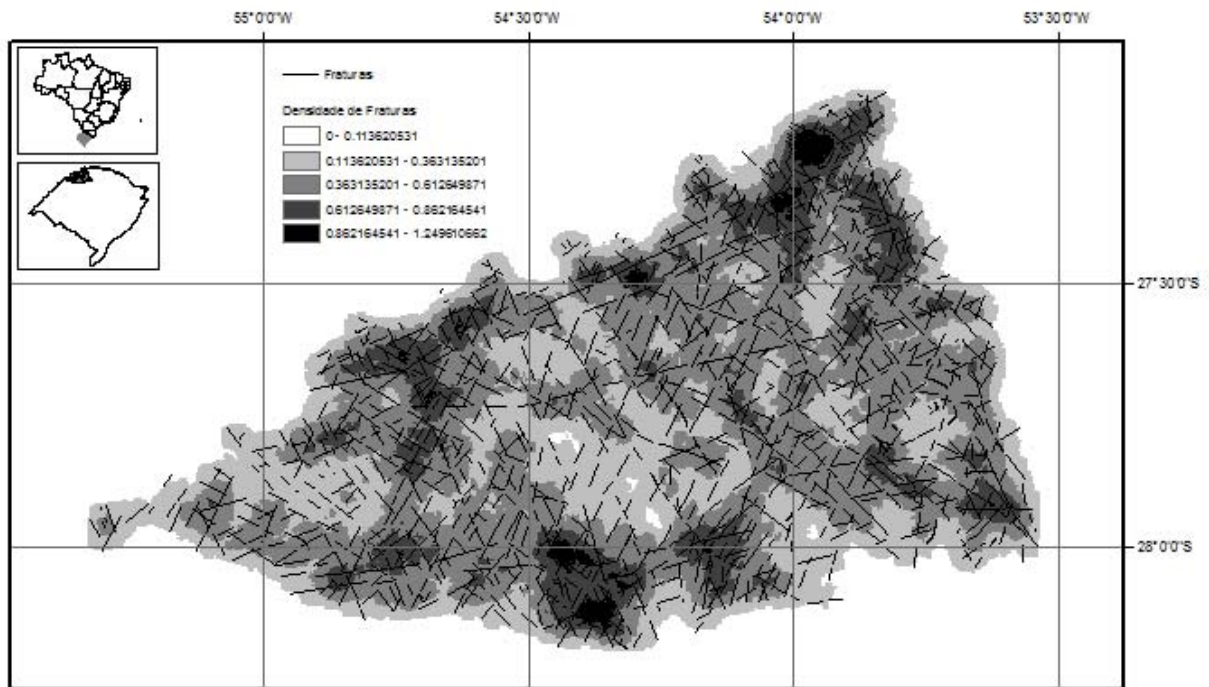 55°0'0"W 54°30'0"W 54°0'0"W 53°30'0"W
Fraturas
Densidade de Fraturas
0 - 0.113620531
0.113620531 - 0.363135201
0.363135201 - 0.612649871
0.612649871 - 0.862164541
0.862164541 - 1.249610662
27°30'0"S
28°0'0"S